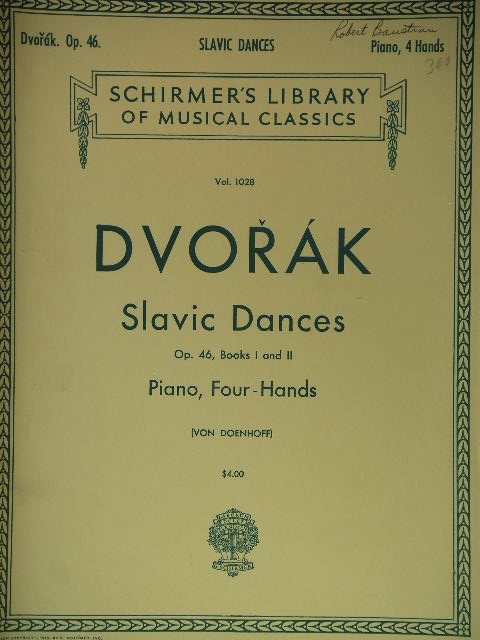 Robert Baustian
Dvořák. Op. 46.
SLAVIC DANCES
Piano, 4 Hands
SCHIRMER'S LIBRARY
OF MUSICAL CLASSICS
Vol. 1028
DVOŘÁK
Slavic Dances
Op. 46, Books I and II
Piano, Four-Hands
(VON DOENHOFF)
$4.00